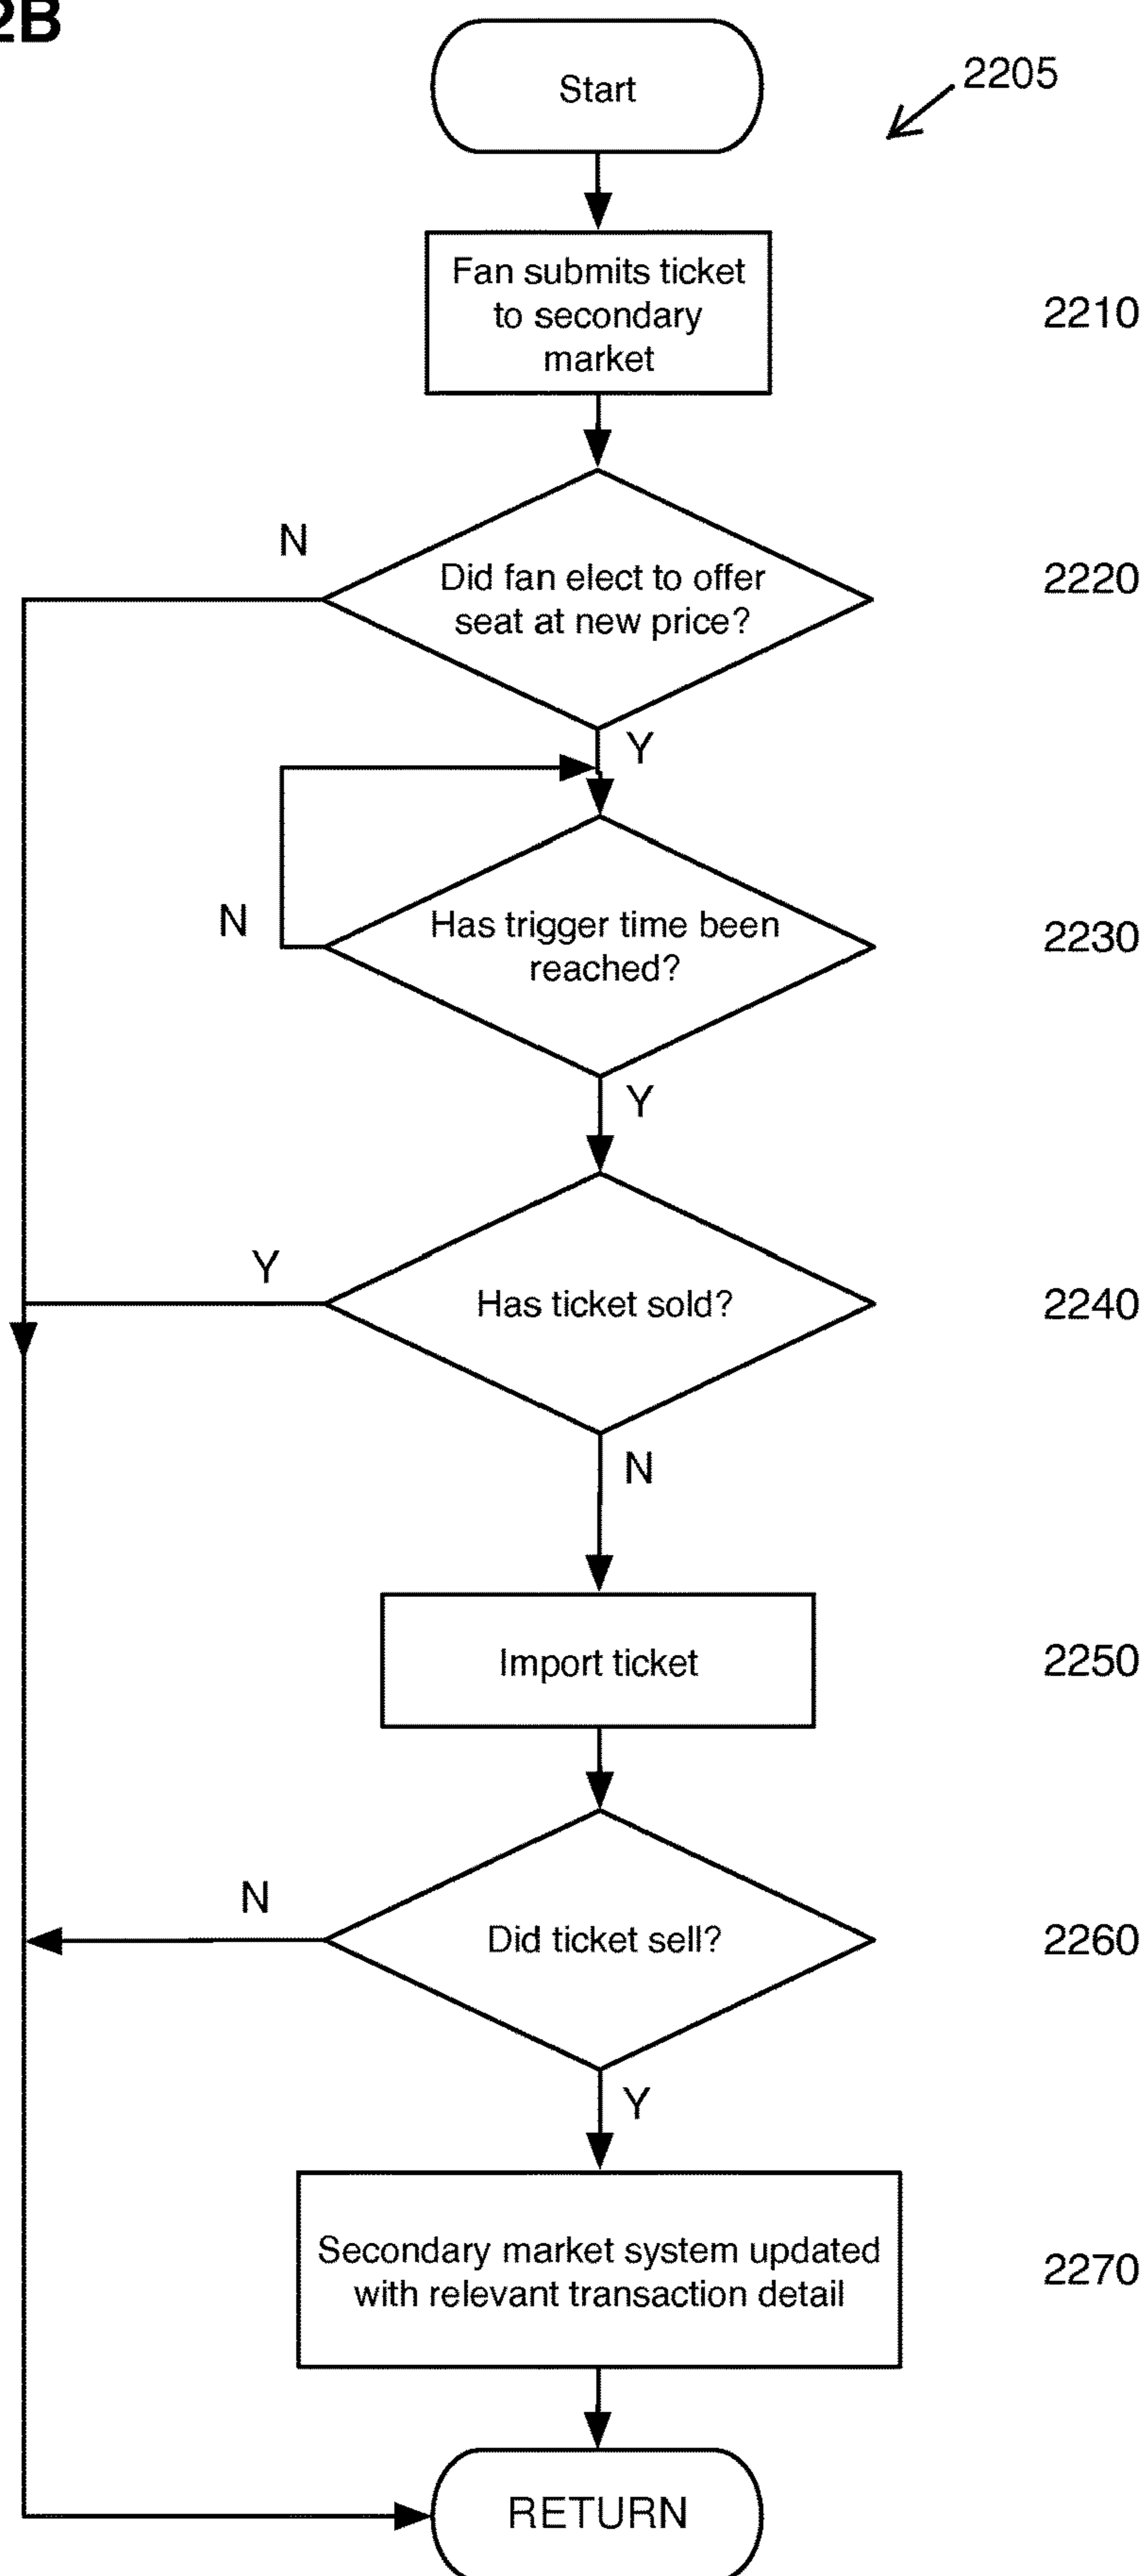 2B
Start
2205
Fan submits ticket
to secondary
market
2210
N
Did fan elect to offer
seat at new price?
2220
Y
N
Has trigger time been
reached?
2230
Y
Y
Has ticket sold?
2240
N
Import ticket
2250
N
Did ticket sell?
2260
Y
Secondary market system updated
with relevant transaction detail
2270
RETURN